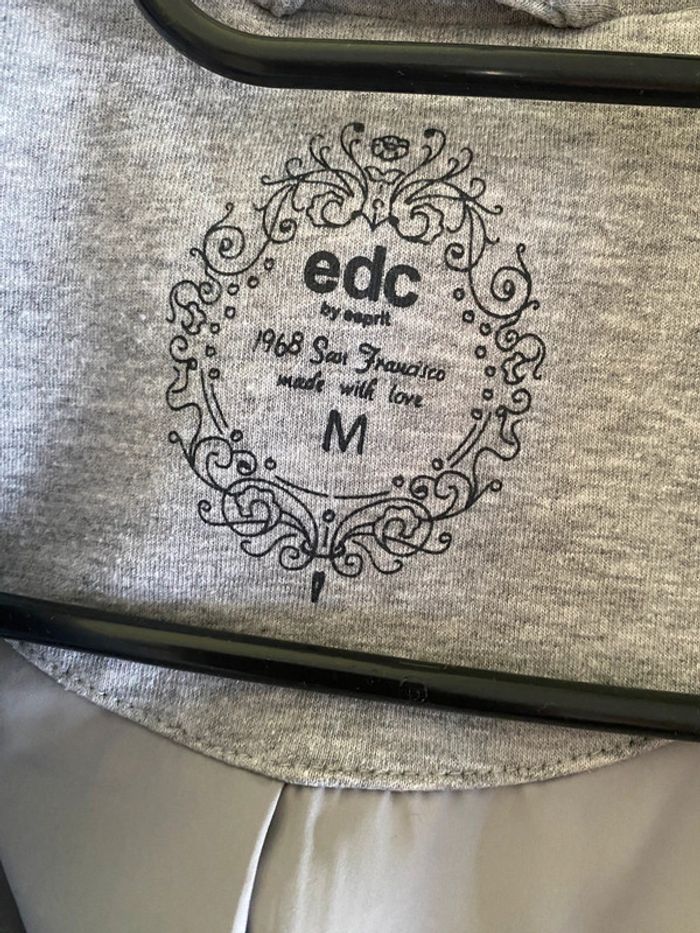 edc
by esprit
1968 San Francisco
made with love
M